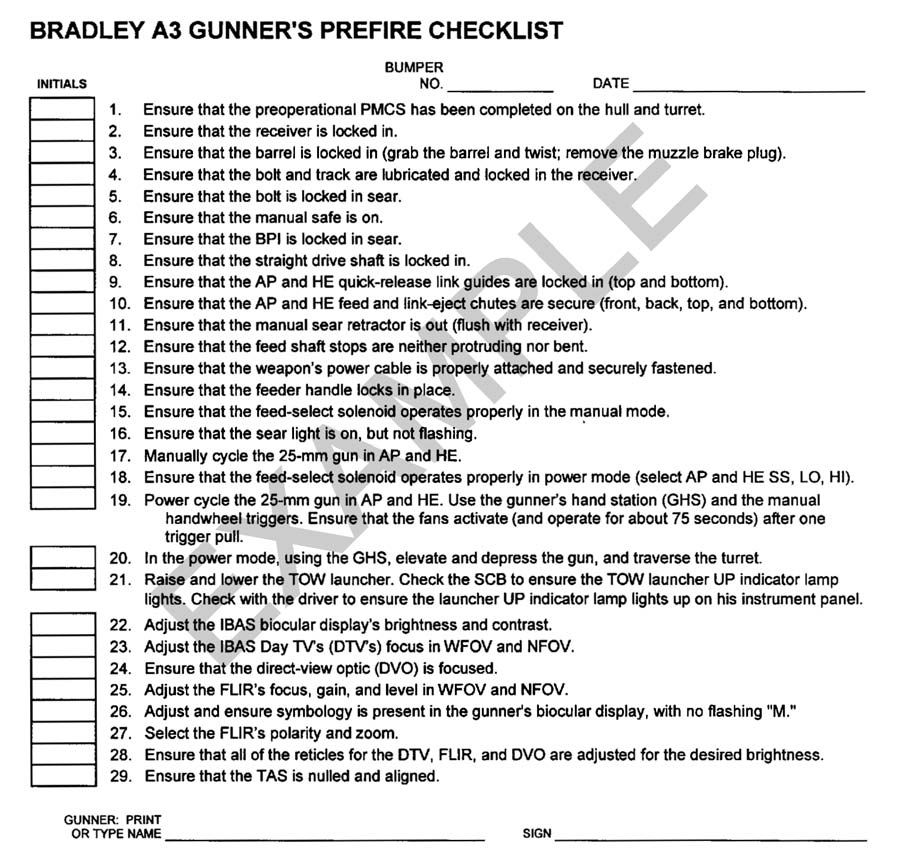 BRADLEY A3 GUNNER'S PREFIRE CHECKLIST
BUMPER
INITIALS NO. ____________ DATE ____________
1. Ensure that the preoperational PMCS has been completed on the hull and turret.
2. Ensure that the receiver is locked in.
3. Ensure that the barrel is locked in (grab the barrel and twist; remove the muzzle brake plug).
4. Ensure that the bolt and track are lubricated and locked in the receiver.
5. Ensure that the bolt is locked in sear.
6. Ensure that the manual safe is on.
7. Ensure that the BPI is locked in sear.
8. Ensure that the straight drive shaft is locked in.
9. Ensure that the AP and HE quick-release link guides are locked in (top and bottom).
10. Ensure that the AP and HE feed and link-eject chutes are secure (front, back, top, and bottom).
11. Ensure that the manual sear retractor is out (flush with receiver).
12. Ensure that the feed shaft stops are neither protruding nor bent.
13. Ensure that the weapon's power cable is properly attached and securely fastened.
14. Ensure that the feeder handle locks in place.
15. Ensure that the feed-select solenoid operates properly in the manual mode.
16. Ensure that the sear light is on, but not flashing.
17. Manually cycle the 25-mm gun in AP and HE.
18. Ensure that the feed-select solenoid operates properly in power mode (select AP and HE SS, LO, HI).
19. Power cycle the 25-mm gun in AP and HE. Use the gunner's hand station (GHS) and the manual
handwheel triggers. Ensure that the fans activate (and operate for about 75 seconds) after one
trigger pull.
20. In the power mode, using the GHS, elevate and depress the gun, and traverse the turret.
21. Raise and lower the TOW launcher. Check the SCB to ensure the TOW launcher UP indicator lamp
lights. Check with the driver to ensure the launcher UP indicator lamp lights up on his instrument panel.
22. Adjust the IBAS biocular display's brightness and contrast.
23. Adjust the IBAS Day TV's (DTV's) focus in WFOV and NFOV.
24. Ensure that the direct-view optic (DVO) is focused.
25. Adjust the FLIR's focus, gain, and level in WFOV and NFOV.
26. Adjust and ensure symbology is present in the gunner's biocular display, with no flashing "M."
27. Select the FLIR's polarity and zoom.
28. Ensure that all of the reticles for the DTV, FLIR, and DVO are adjusted for the desired brightness.
29. Ensure that the TAS is nulled and aligned.
EXAMPLE
GUNNER: PRINT
OR TYPE NAME ____________ SIGN ____________